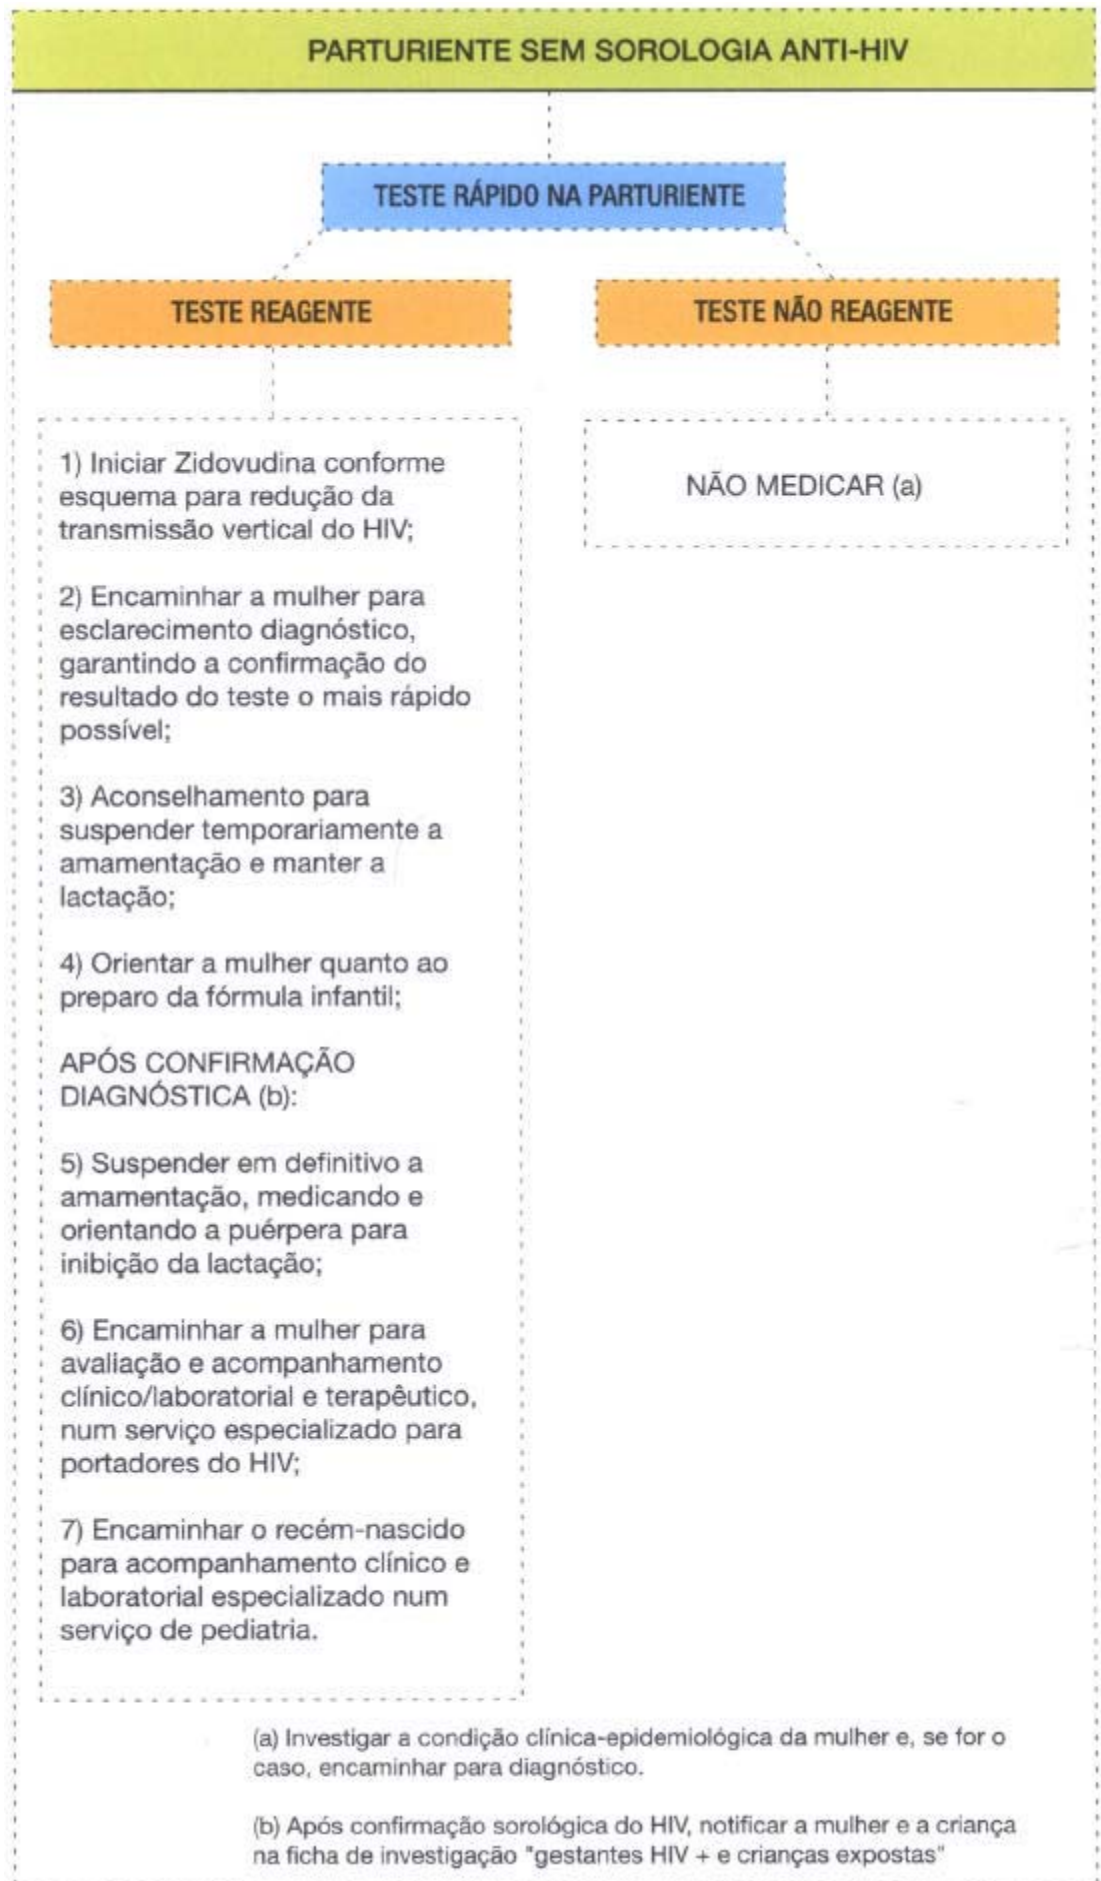 PARTURIENTE SEM SOROLOGIA ANTI-HIV
TESTE RÁPIDO NA PARTURIENTE
TESTE REAGENTE
TESTE NÃO REAGENTE
1) Iniciar Zidovudina conforme
esquema para redução da
transmissão vertical do HIV;
2) Encaminhar a mulher para
esclarecimento diagnóstico,
garantindo a confirmação do
resultado do teste o mais rápido
possível;
3) Aconselhamento para
suspender temporariamente a
amamentação e manter a
lactação;
4) Orientar a mulher quanto ao
preparo da fórmula infantil;
APÓS CONFIRMAÇÃO
DIAGNÓSTICA (b):
5) Suspender em definitivo a
amamentação, medicando e
orientando a puérpera para
inibição da lactação;
6) Encaminhar a mulher para
avaliação e acompanhamento
clínico/laboratorial e terapêutico,
num serviço especializado para
portadores do HIV;
7) Encaminhar o recém-nascido
para acompanhamento clínico e
laboratorial especializado num
serviço de pediatria.
NÃO MEDICAR (a)
(a) Investigar a condição clínica-epidemiológica da mulher e, se for o
caso, encaminhar para diagnóstico.
(b) Após confirmação sorológica do HIV, notificar a mulher e a criança
na ficha de investigação "gestantes HIV + e crianças expostas"